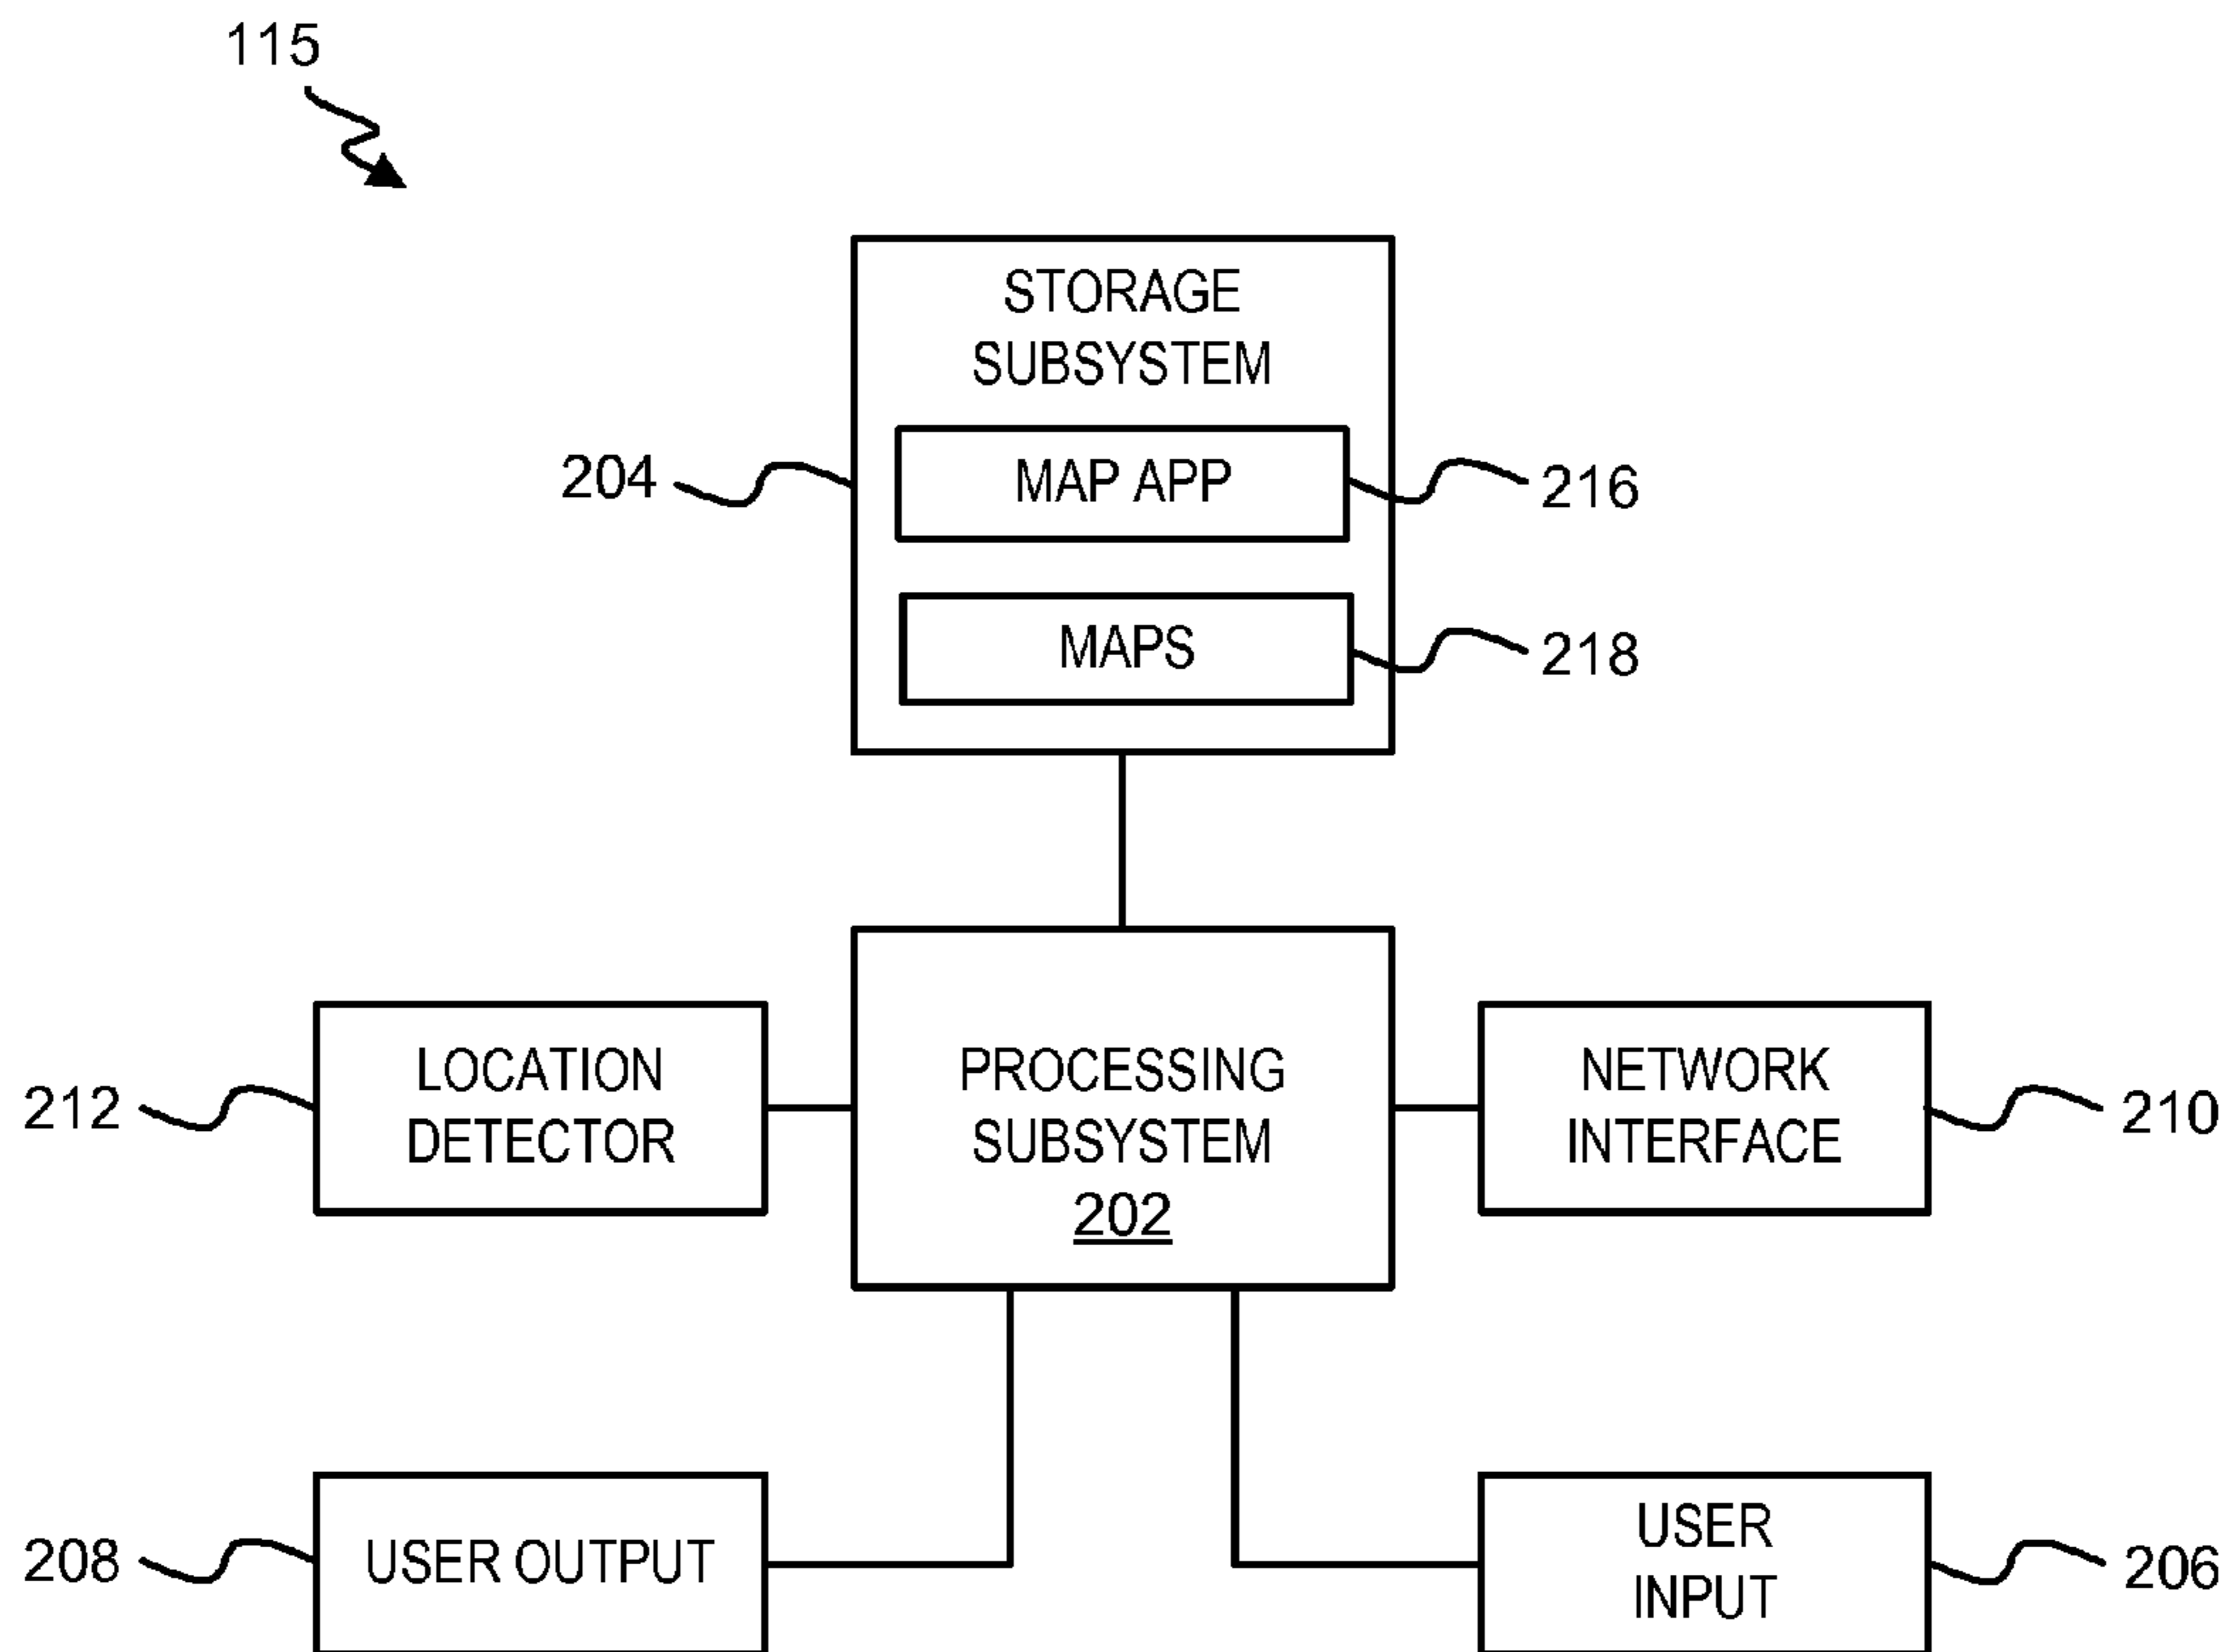 115
STORAGE
SUBSYSTEM
204
MAP APP
216
MAPS
218
212
LOCATION
DETECTOR
PROCESSING
SUBSYSTEM
202
NETWORK
INTERFACE
210
208
USER OUTPUT
USER
INPUT
206